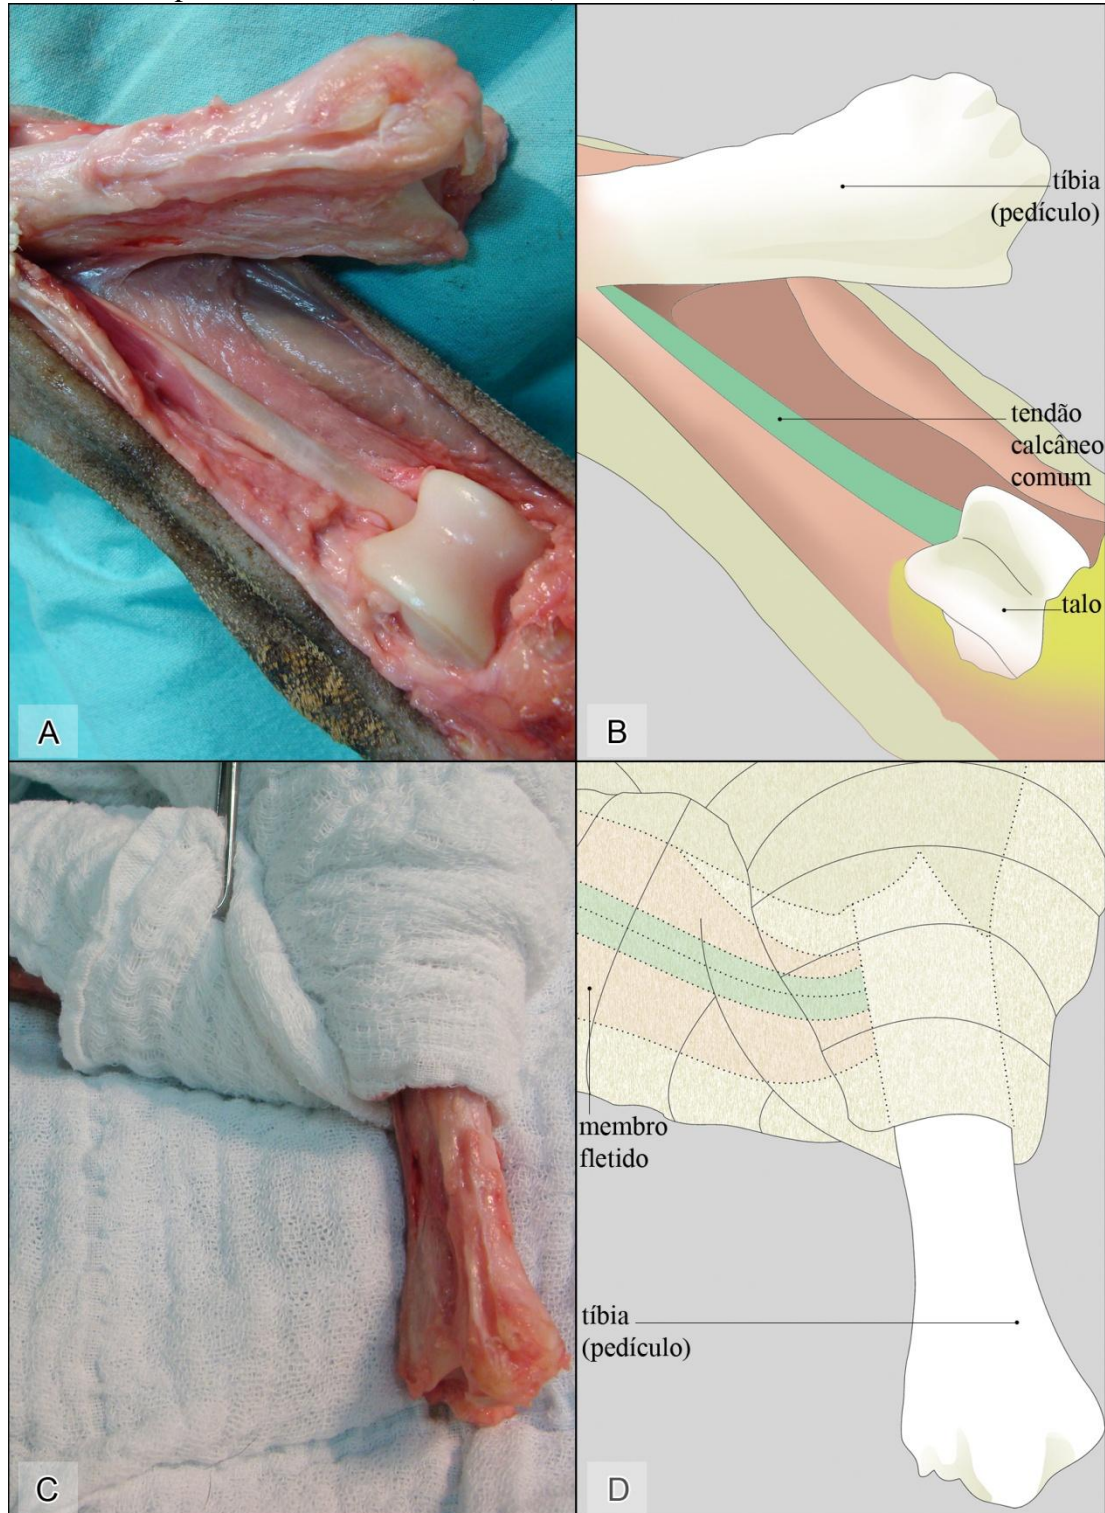 tíbia
(pedículo)
tendão
calcâneo
comum
talo
A
B
membro
fletido
tíbia
(pedículo)
C
D